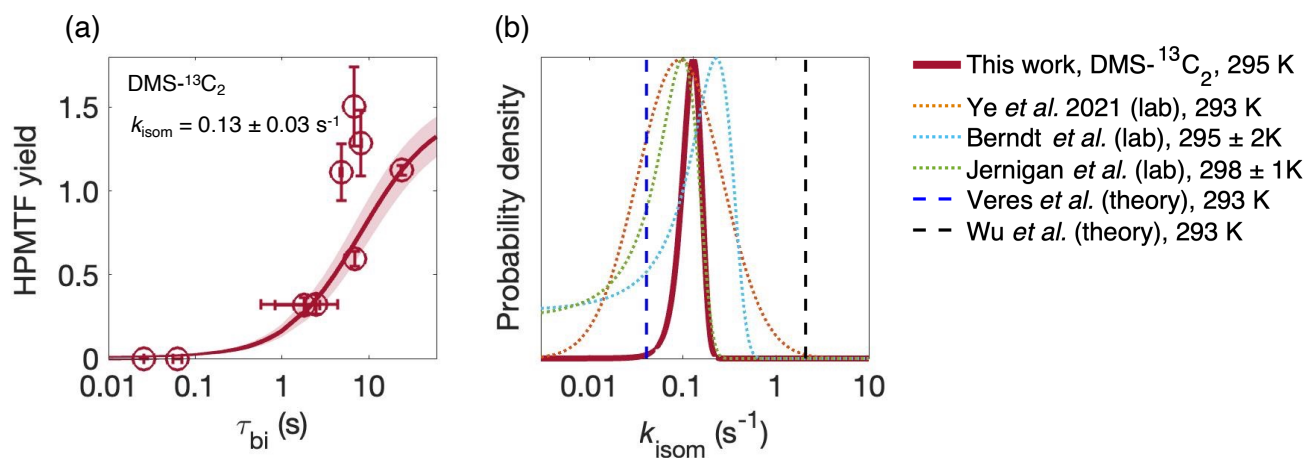 (a)
DMS-¹³C₂
k_isom = 0.13 ± 0.03 s⁻¹
HPMTF yield
1.5
1.0
0.5
0
0.01 0.1 1 10
τ_bi (s)
(b)
Probability density
0.01 0.1 1 10
k_isom (s⁻¹)
This work, DMS-¹³C₂, 295 K
Ye et al. 2021 (lab), 293 K
Berndt et al. (lab), 295 ± 2K
Jernigan et al. (lab), 298 ± 1K
Veres et al. (theory), 293 K
Wu et al. (theory), 293 K